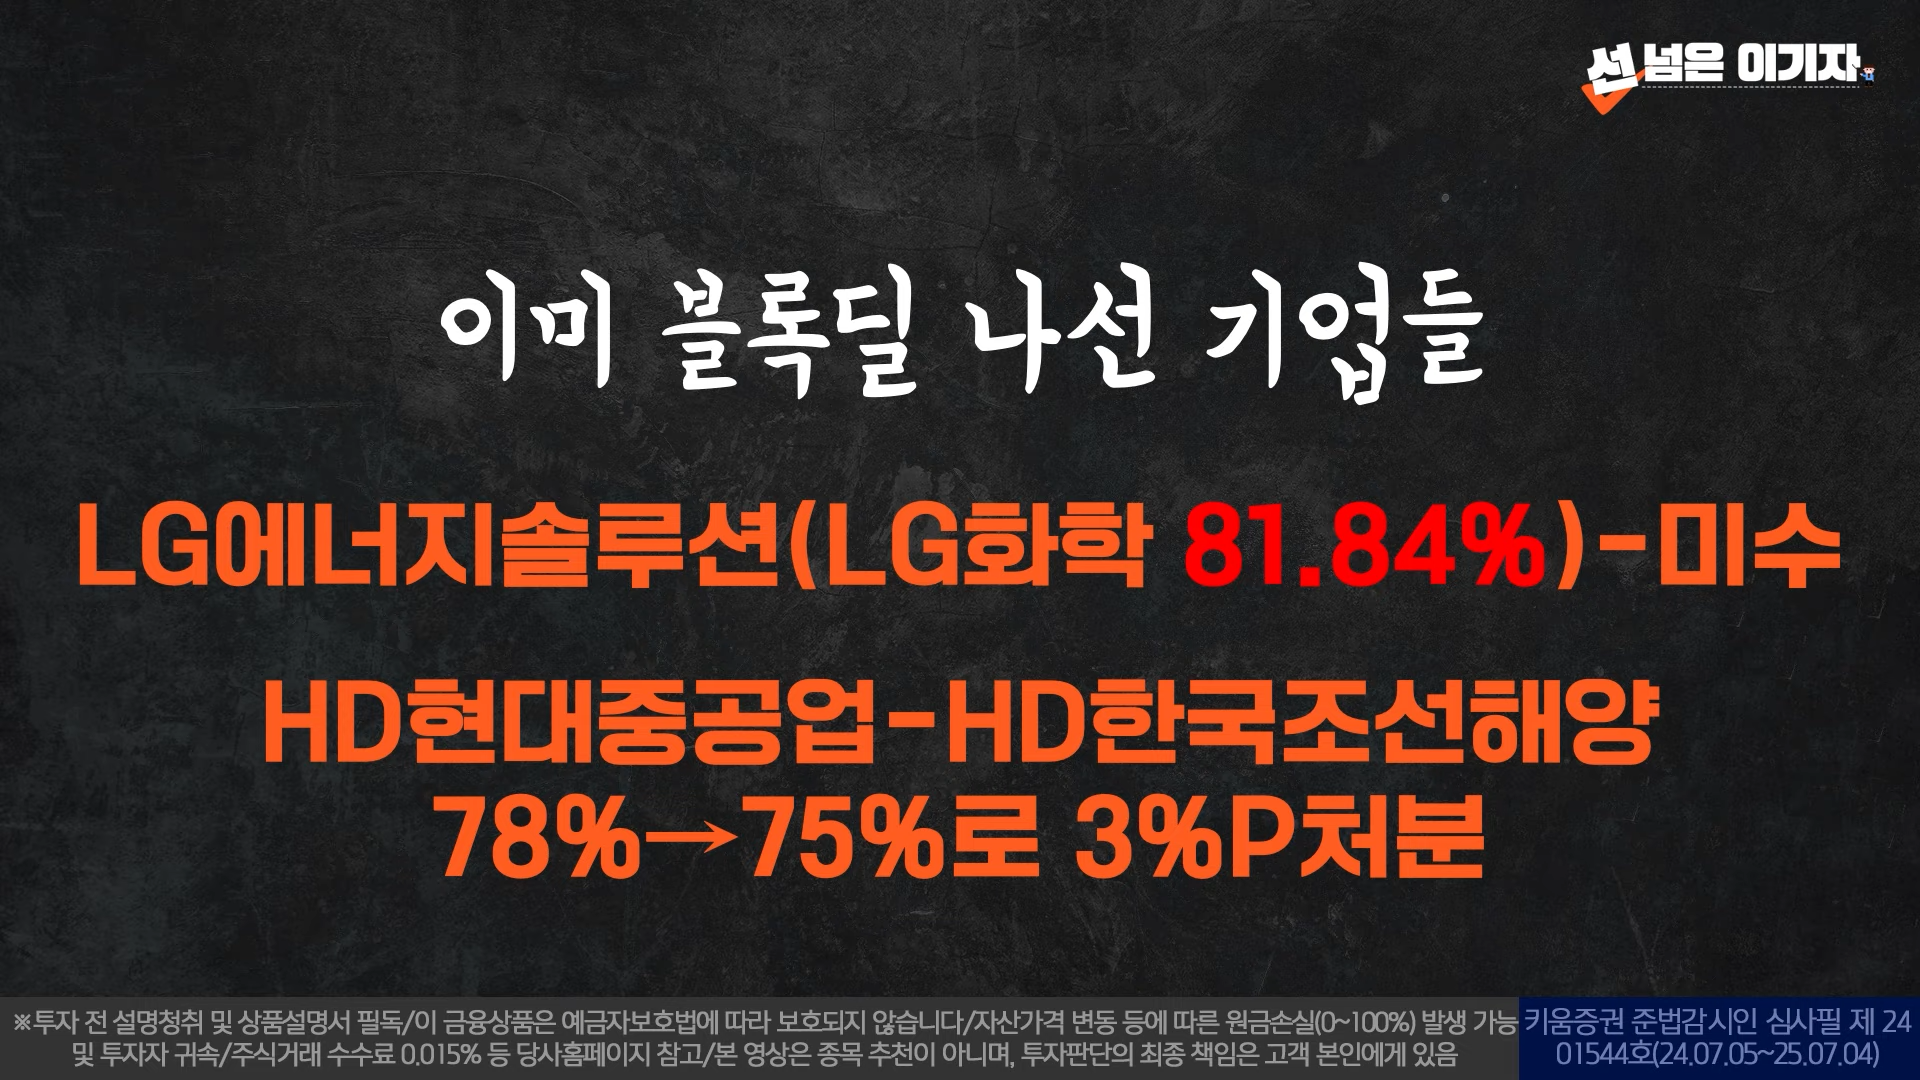 선 넘은 이기자
이미 블록딜 나선 기업들
LG에너지솔루션(LG화학 81.84%)-미수
HD현대중공업-HD한국조선해양
78%→75%로 3%P처분
※투자 전 설명청취 및 상품설명서 필독/이 금융상품은 예금자보호법에 따라 보호되지 않습니다/자산가격 변동 등에 따른 원금손실(0~100%) 발생 가능
및 투자자 귀속/주식거래 수수료 0.015% 등 당사홈페이지 참고/본 영상은 종목 추천이 아니며, 투자판단의 최종 책임은 고객 본인에게 있음
키움증권 준법감시인 심사필 제 24
01544호(24.07.05~25.07.04)